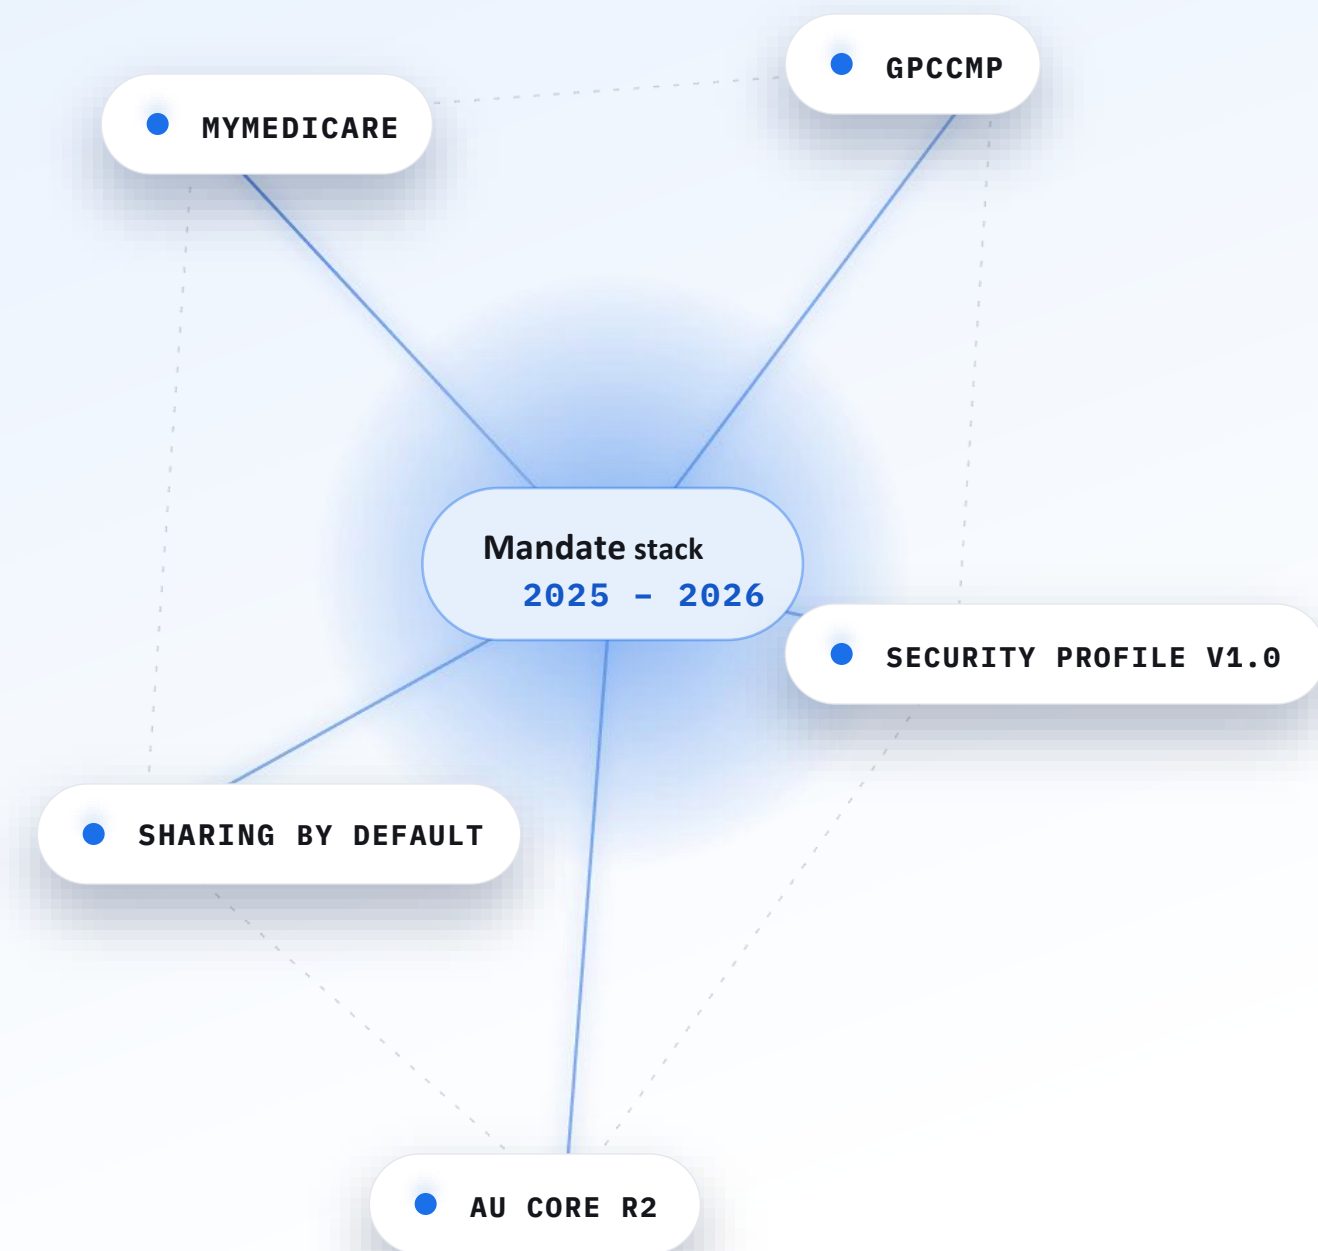 GPCCMP
MYMEDICARE
Mandate stack
2025 – 2026
SECURITY PROFILE V1.0
SHARING BY DEFAULT
AU CORE R2